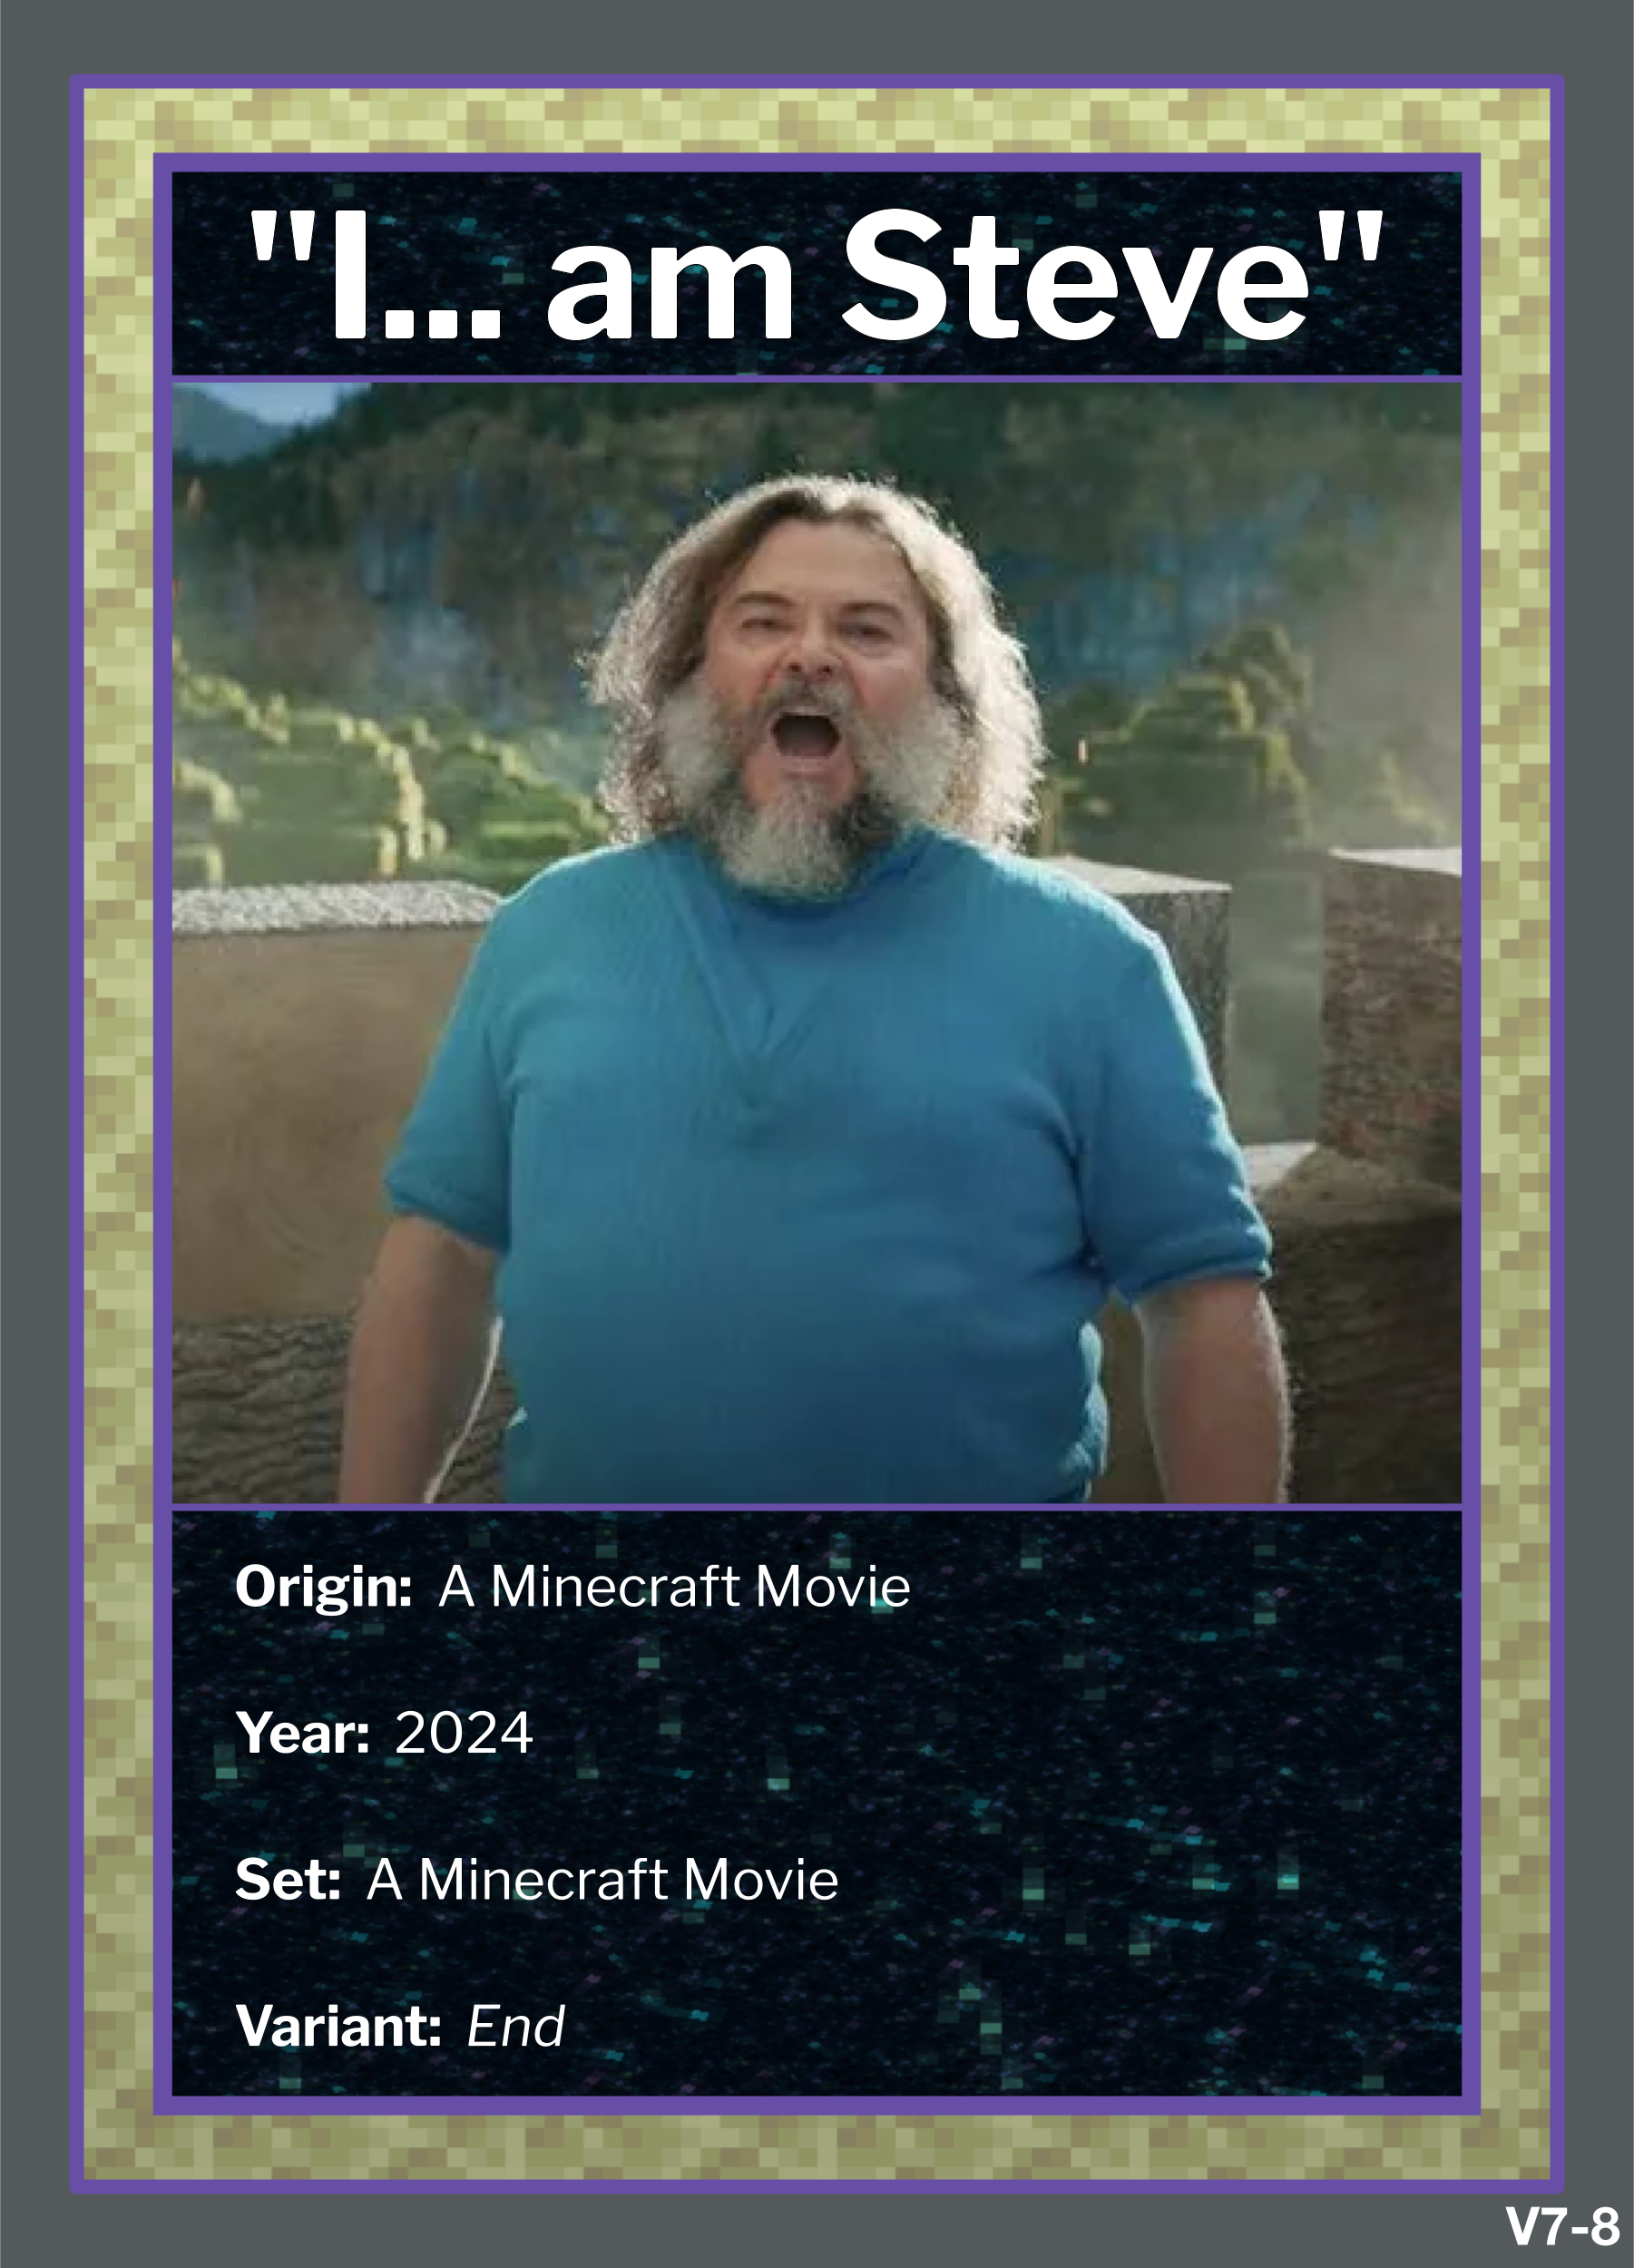 "I... am Steve"
Origin: A Minecraft Movie
Year: 2024
Set: A Minecraft Movie
Variant: End
V7-8